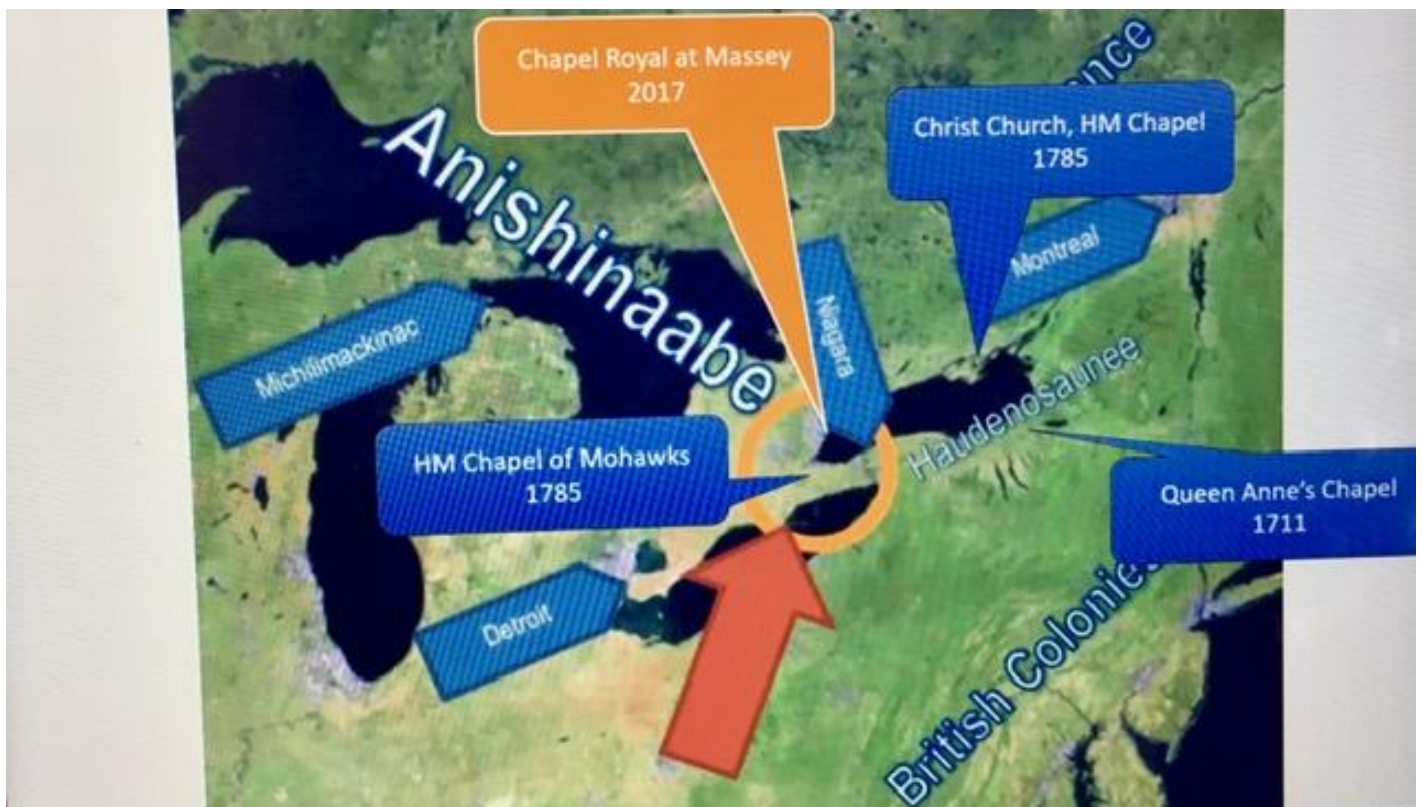 Chapel Royal at Massey
2017
Christ Church, HM Chapel
1785
Anishinaabe
Montreal
Niagara
Michilimackinac
Haudenosaunee
HM Chapel of Mohawks
1785
Queen Anne's Chapel
1711
Detroit
British Colonies